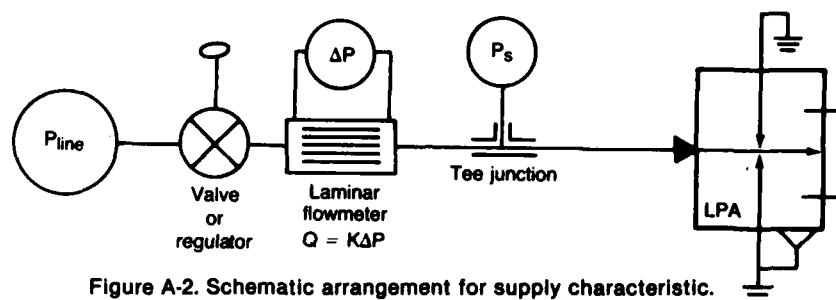 P_line
Valve
or
regulator
ΔP
Laminar
flowmeter
Q = KΔP
P_s
Tee junction
LPA
Figure A-2. Schematic arrangement for supply characteristic.